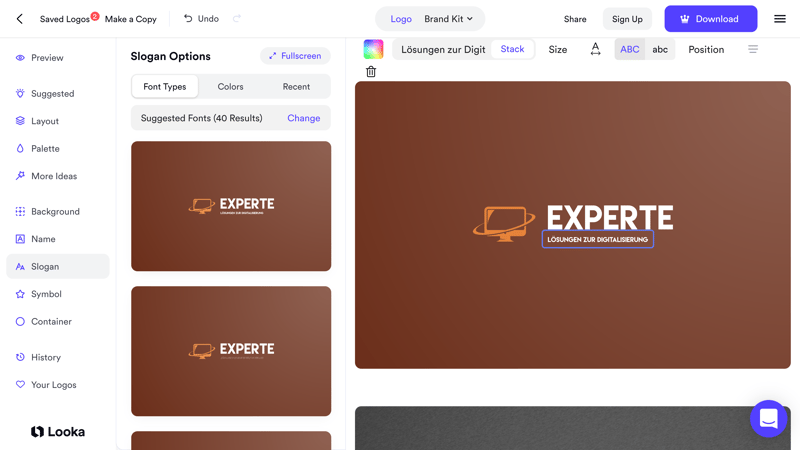 Saved Logos 2 Make a Copy Undo Logo Brand Kit Share Sign Up Download
Preview
Suggested
Layout
Palette
More Ideas
Background
Name
Slogan
Symbol
Container
History
Your Logos
Looka
Slogan Options Fullscreen
Font Types Colors Recent
Suggested Fonts (40 Results) Change
EXPERTE
LÖSUNGEN ZUR DIGITALISIERUNG
EXPERTE
Lösungen zur Digit Stack Size A ABC abc Position
EXPERTE
LÖSUNGEN ZUR DIGITALISIERUNG